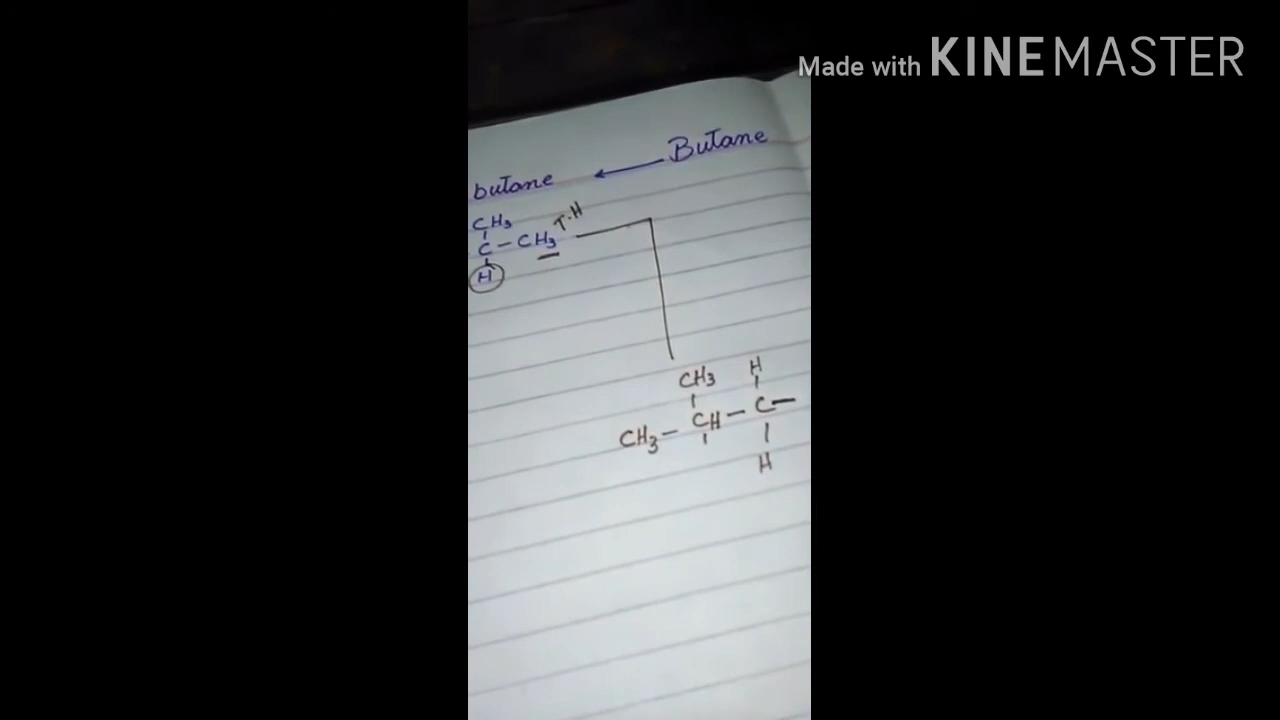 Made with KINEMASTER
butane ← Butane
CH3 T.H
C - CH3
H
CH3 H
CH3 - CH - C -
H